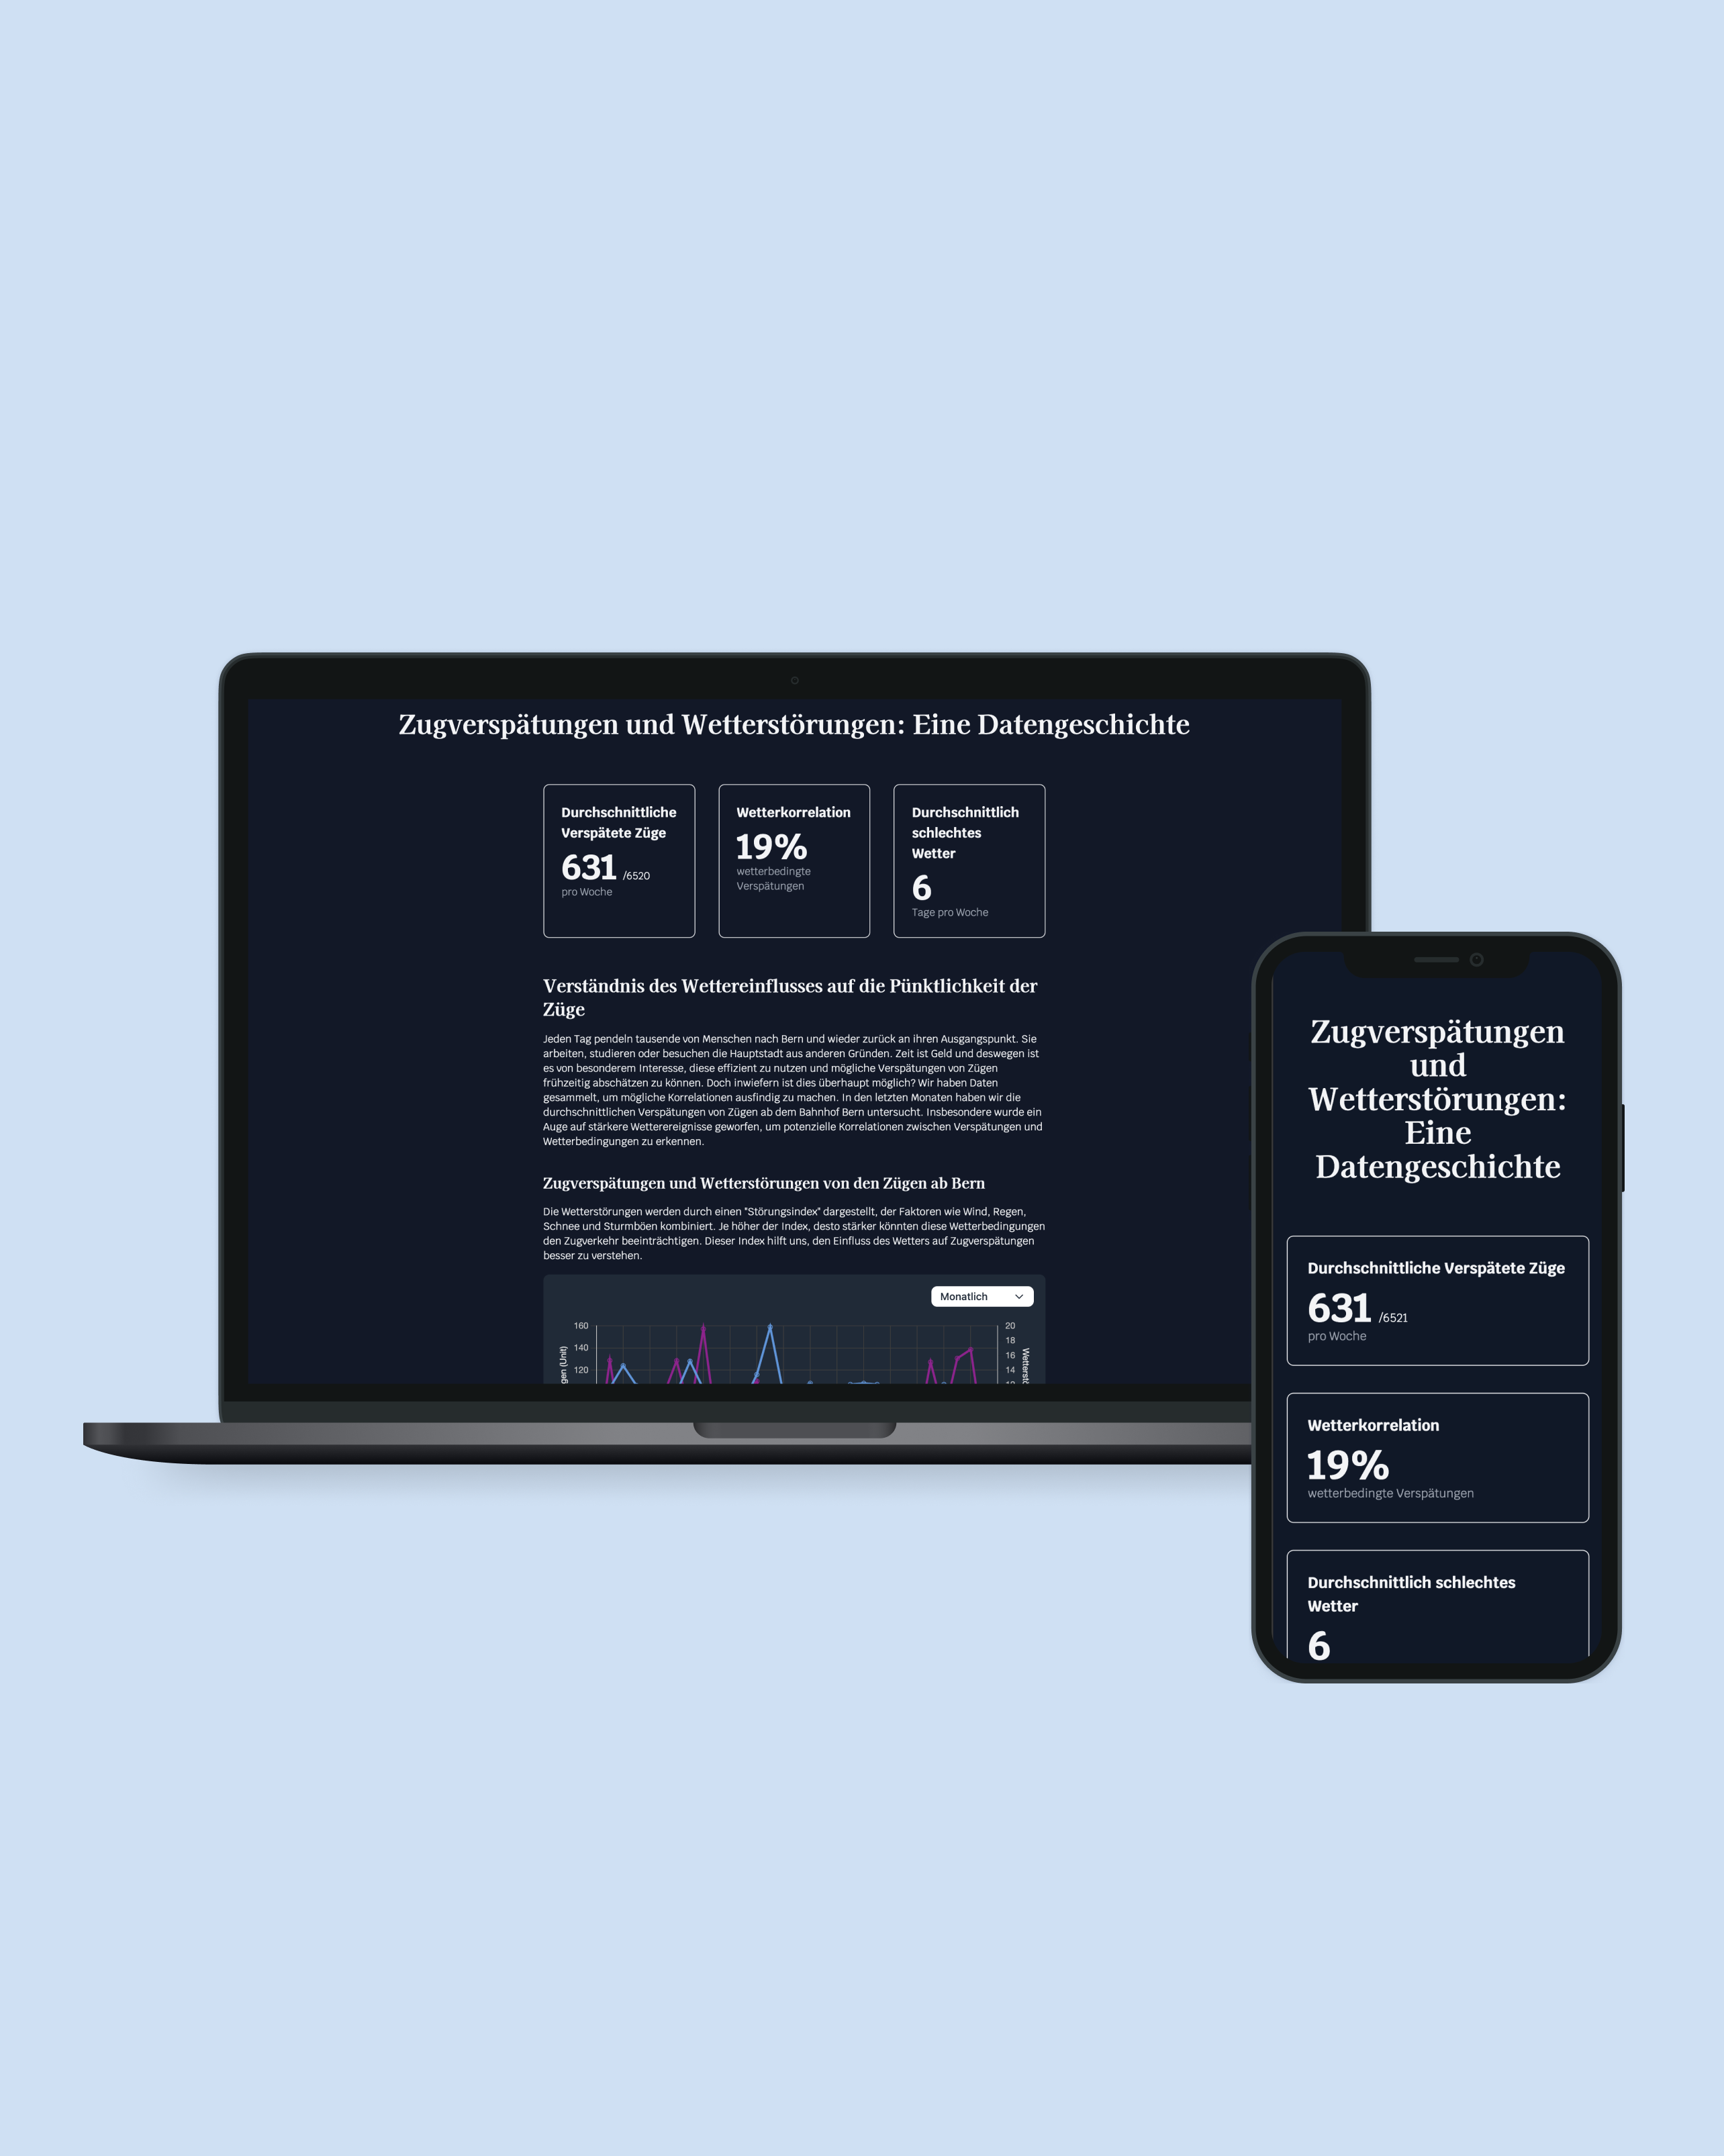 Zugverspätungen und Wetterstörungen: Eine Datengeschichte
Durchschnittliche
Verspätete Züge
631 /6520
pro Woche
Wetterkorrelation
19%
wetterbedingte
Verspätungen
Durchschnittlich
schlechtes
Wetter
6
Tage pro Woche
Verständnis des Wettereinflusses auf die Pünktlichkeit der
Züge
Jeden Tag pendeln tausende von Menschen nach Bern und wieder zurück an ihren Ausgangspunkt. Sie
arbeiten, studieren oder besuchen die Hauptstadt aus anderen Gründen. Zeit ist Geld und deswegen ist
es von besonderem Interesse, diese effizient zu nutzen und mögliche Verspätungen von Zügen
frühzeitig abschätzen zu können. Doch inwiefern ist dies überhaupt möglich? Wir haben Daten
gesammelt, um mögliche Korrelationen ausfindig zu machen. In den letzten Monaten haben wir die
durchschnittlichen Verspätungen von Zügen ab dem Bahnhof Bern untersucht. Insbesondere wurde ein
Auge auf stärkere Wetterereignisse geworfen, um potenzielle Korrelationen zwischen Verspätungen und
Wetterbedingungen zu erkennen.
Zugverspätungen und Wetterstörungen von den Zügen ab Bern
Die Wetterstörungen werden durch einen "Störungsindex" dargestellt, der Faktoren wie Wind, Regen,
Schnee und Sturmböen kombiniert. Je höher der Index, desto stärker könnten diese Wetterbedingungen
den Zugverkehr beeinträchtigen. Dieser Index hilft uns, den Einfluss des Wetters auf Zugverspätungen
besser zu verstehen.
Monatlich
160
140
120
gen (Unit)
20
18
16
14
Wetterstö
Zugverspätungen
und
Wetterstörungen:
Eine
Datengeschichte
Durchschnittliche Verspätete Züge
631 /6521
pro Woche
Wetterkorrelation
19%
wetterbedingte Verspätungen
Durchschnittlich schlechtes
Wetter
6